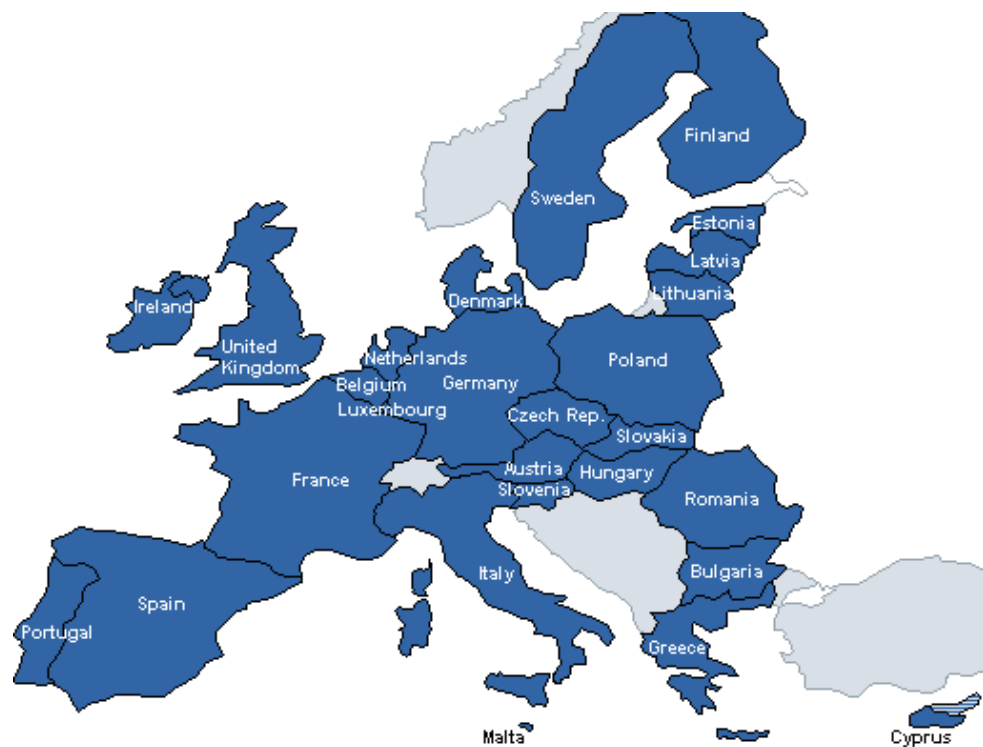 Finland
Sweden
Estonia
Latvia
Lithuania
Denmark
Ireland
United
Kingdom
Netherlands
Poland
Belgium
Germany
Luxembourg
Czech Rep.
Slovakia
Austria
Hungary
France
Slovenia
Romania
Italy
Bulgaria
Spain
Portugal
Greece
Malta
Cyprus